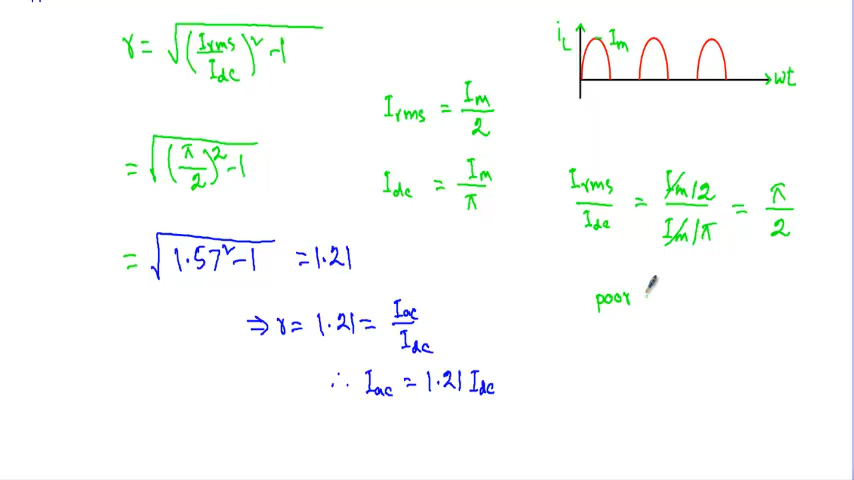 γ = √((Irms/Idc)² - 1)
= √((π/2)² - 1)
= √(1.57² - 1) = 1.21
⇒ γ = 1.21 = Iac/Idc
∴ Iac = 1.21 Idc
Irms = Im/2
Idc = Im/π
iL
Im
wt
Irms/Idc = (Im/2)/(Im/π) = π/2
poor